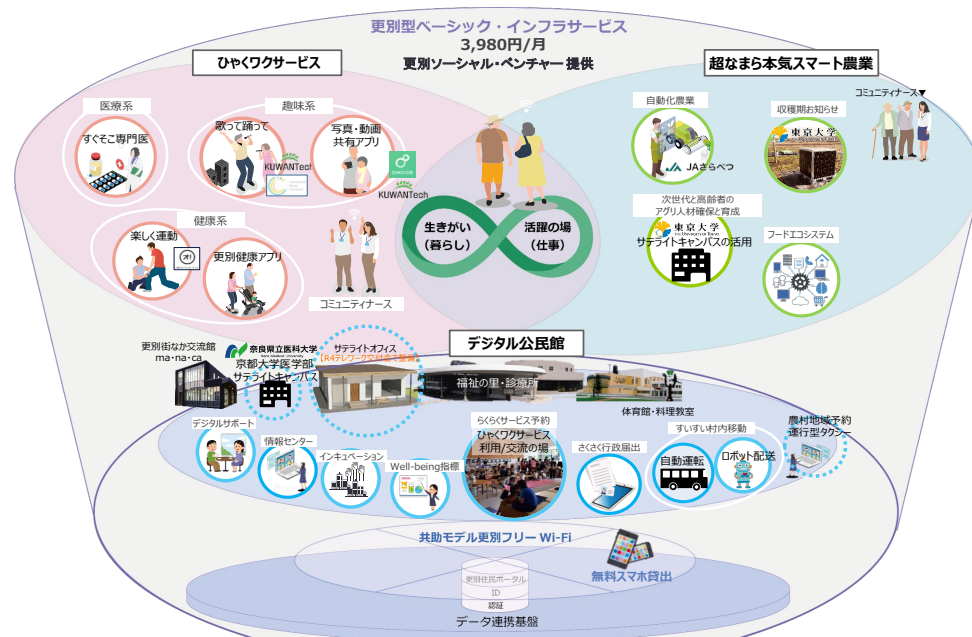 更別型ベーシック・インフラサービス
3,980円/月
更別ソーシャル・ベンチャー 提供
ひゃくワクサービス
超なまら本気スマート農業
医療系
すぐそこ専門医
趣味系
歌って踊って
KUWANTech
写真・動画
共有アプリ
KUWANTech
健康系
楽しく運動
更別健康アプリ
コミュニティナース
生きがい
(暮らし)
活躍の場
(仕事)
自動化農業
JAさらべつ
収穫期お知らせ
東京大学
コミュニティナース▼
次世代と高齢者の
アグリ人材確保と育成
東京大学
THE UNIVERSITY OF TOKYO
サテライトキャンパスの活用
フードエコシステム
デジタル公民館
更別街なか交流館
ma・na・ca
奈良県立医科大学
Nara Medical University
京都大学医学部
サテライトキャンパス
サテライトオフィス
【R4テレワーク交付金で整備】
福祉の里・診療所
体育館・料理教室
デジタルサポート
情報センター
インキュベーション
Well-being指標
らくらくサービス予約
ひゃくワクサービス
利用/交流の場
さくさく行政届出
すいすい村内移動
自動運転
ロボット配送
農村地域予約
運行型タクシー
共助モデル更別フリー Wi-Fi
無料スマホ貸出
更別住民ポータル
ID
認証
データ連携基盤